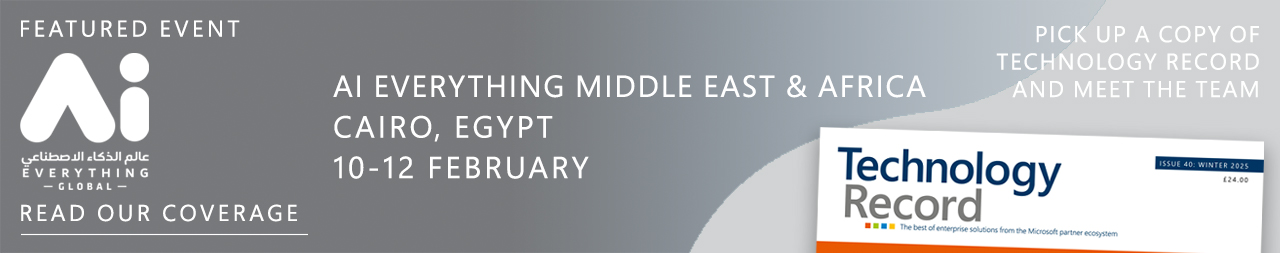 FEATURED EVENT
Ai
عالم الذكاء الاصطناعي
EVERYTHING
GLOBAL
READ OUR COVERAGE
AI EVERYTHING MIDDLE EAST & AFRICA
CAIRO, EGYPT
10-12 FEBRUARY
PICK UP A COPY OF
TECHNOLOGY RECORD
AND MEET THE TEAM
Technology
Record
The best of enterprise solutions from the Microsoft partner ecosystem
ISSUE 40: WINTER 2025
£24.00